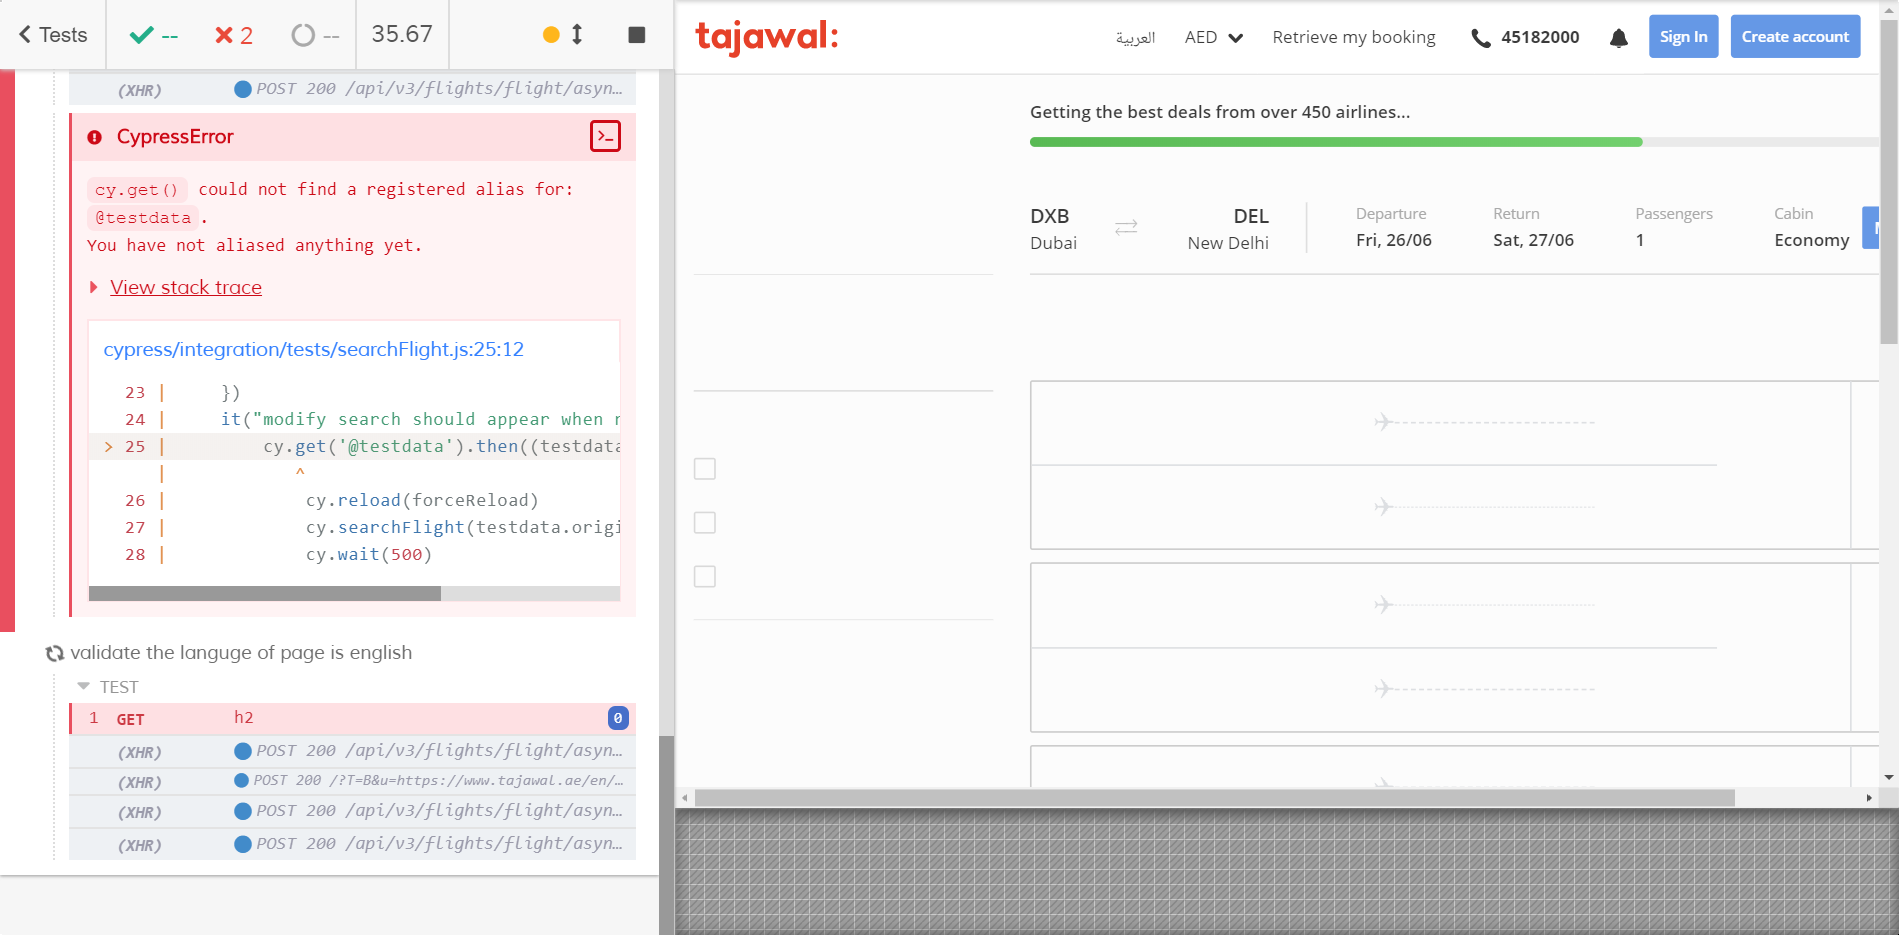 Tests
--
2
--
35.67
(XHR) POST 200 /api/v3/flights/flight/asyn…
CypressError
>_
cy.get() could not find a registered alias for:
@testdata.
You have not aliased anything yet.
View stack trace
cypress/integration/tests/searchFlight.js:25:12
23 | })
24 | it("modify search should appear when
> 25 | cy.get('@testdata').then((testdata
| ^
26 | cy.reload(forceReload)
27 | cy.searchFlight(testdata.origi
28 | cy.wait(500)
validate the languge of page is english
TEST
1 GET h2 0
(XHR) POST 200 /api/v3/flights/flight/asyn…
(XHR) POST 200 /?T=B&u=https://www.tajawal.ae/en/…
(XHR) POST 200 /api/v3/flights/flight/asyn…
(XHR) POST 200 /api/v3/flights/flight/asyn…
tajawal:
العربية
AED
Retrieve my booking
45182000
Sign In
Create account
Getting the best deals from over 450 airlines...
DXB
Dubai
DEL
New Delhi
Departure
Fri, 26/06
Return
Sat, 27/06
Passengers
1
Cabin
Economy